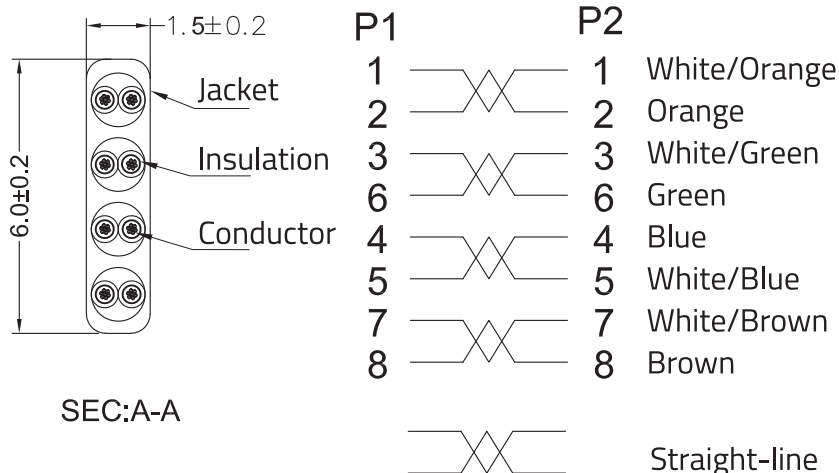 1.5±0.2
6.0±0.2
Jacket
Insulation
Conductor
SEC:A-A
P1 P2
1 1 White/Orange
2 2 Orange
3 3 White/Green
6 6 Green
4 4 Blue
5 5 White/Blue
7 7 White/Brown
8 8 Brown
Straight-line